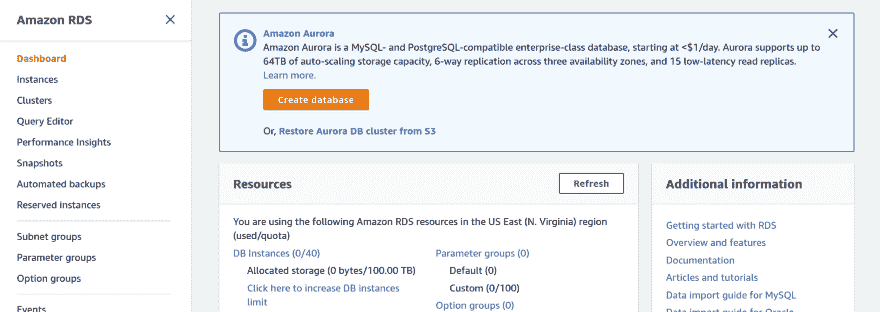 Amazon RDS
Dashboard
Instances
Clusters
Query Editor
Performance Insights
Snapshots
Automated backups
Reserved instances
Subnet groups
Parameter groups
Option groups
Events
Amazon Aurora
Amazon Aurora is a MySQL- and PostgreSQL-compatible enterprise-class database, starting at <$1/day. Aurora supports up to
64TB of auto-scaling storage capacity, 6-way replication across three availability zones, and 15 low-latency read replicas.
Learn more.
Create database
Or, Restore Aurora DB cluster from S3
Resources
Refresh
You are using the following Amazon RDS resources in the US East (N. Virginia) region
(used/quota)
DB Instances (0/40)
Allocated storage (0 bytes/100.00 TB)
Click here to increase DB instances
limit
Parameter groups (0)
Default (0)
Custom (0/100)
Option groups (0)
Additional information
Getting started with RDS
Overview and features
Documentation
Articles and tutorials
Data import guide for MySQL
Data import guide for Oracle